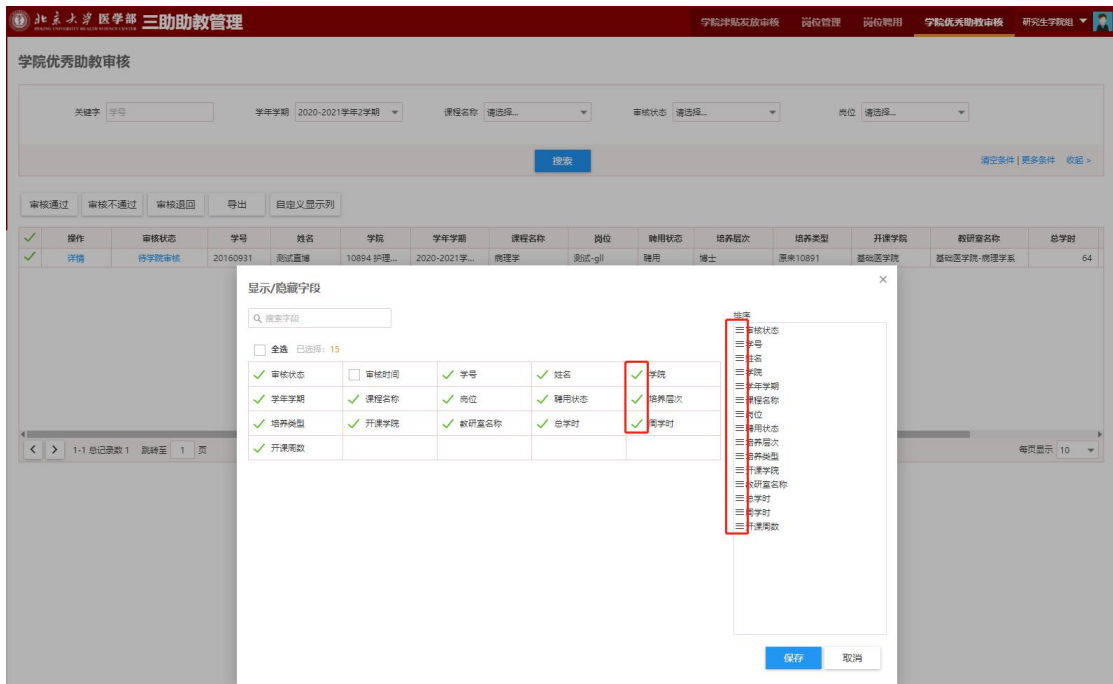 北京大学 医学部 三助助教管理 学院津贴发放审核 岗位管理 岗位聘用 学院优秀助教审核 研究生学院组
PEKING UNIVERSITY HEALTH SCIENCE CENTER
学院优秀助教审核
关键字 学号 学年学期 2020-2021学年2学期 课程名称 请选择... 审核状态 请选择... 岗位 请选择...
搜索 清空条件 | 更多条件 收起 >
审核通过 审核不通过 审核退回 导出 自定义显示列
操作 审核状态 学号 姓名 学院 学年学期 课程名称 岗位 聘用状态 培养层次 培养类型 开课学院 教研室名称 总学时
详情 待学院审核 20160931 测试直博 10894 护理... 2020-2021学... 病理学 测试-gll 聘用 博士 原来10891 基础医学院 基础医学院-病理学系 64
显示/隐藏字段 ×
搜索字段
全选 已选择: 15
审核状态 审核时间 学号 姓名 学院
学年学期 课程名称 岗位 聘用状态 培养层次
培养类型 开课学院 教研室名称 总学时 周学时
开课周数
排序
审核状态
学号
姓名
学院
学年学期
课程名称
岗位
聘用状态
培养层次
培养类型
开课学院
教研室名称
总学时
周学时
开课周数
< > 1-1 总记录数 1 跳转至 1 页 每页显示 10
保存 取消